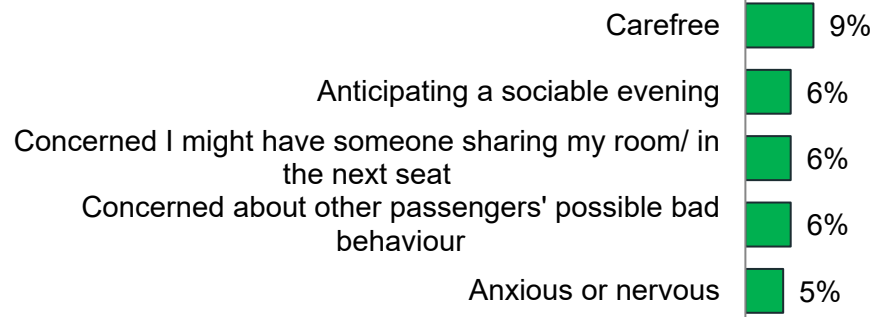 Carefree 9%
Anticipating a sociable evening 6%
Concerned I might have someone sharing my room/ in
the next seat 6%
Concerned about other passengers' possible bad
behaviour 6%
Anxious or nervous 5%